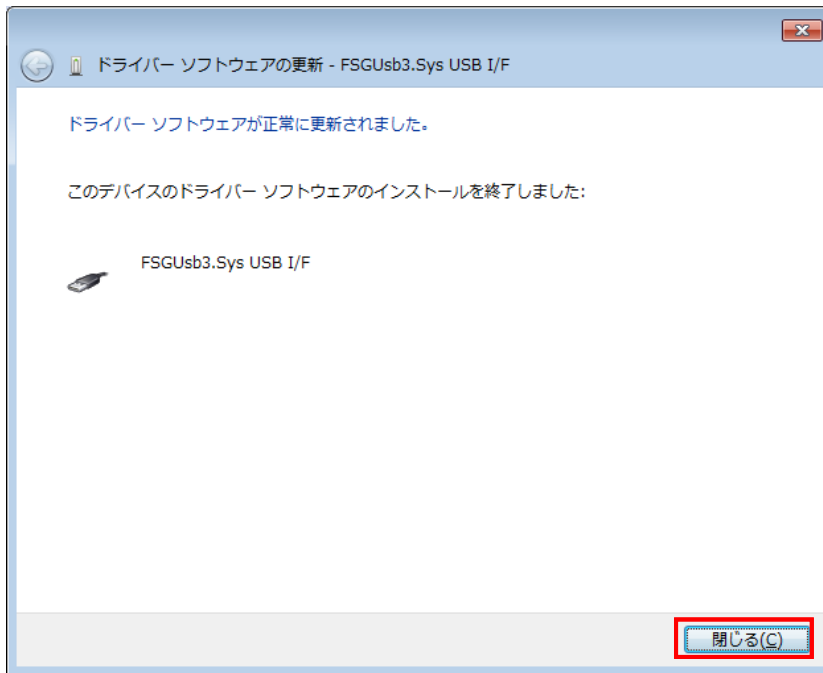 ドライバー ソフトウェアの更新 - FSGUsb3.Sys USB I/F
ドライバー ソフトウェアが正常に更新されました。
このデバイスのドライバー ソフトウェアのインストールを終了しました:
FSGUsb3.Sys USB I/F
閉じる(C)